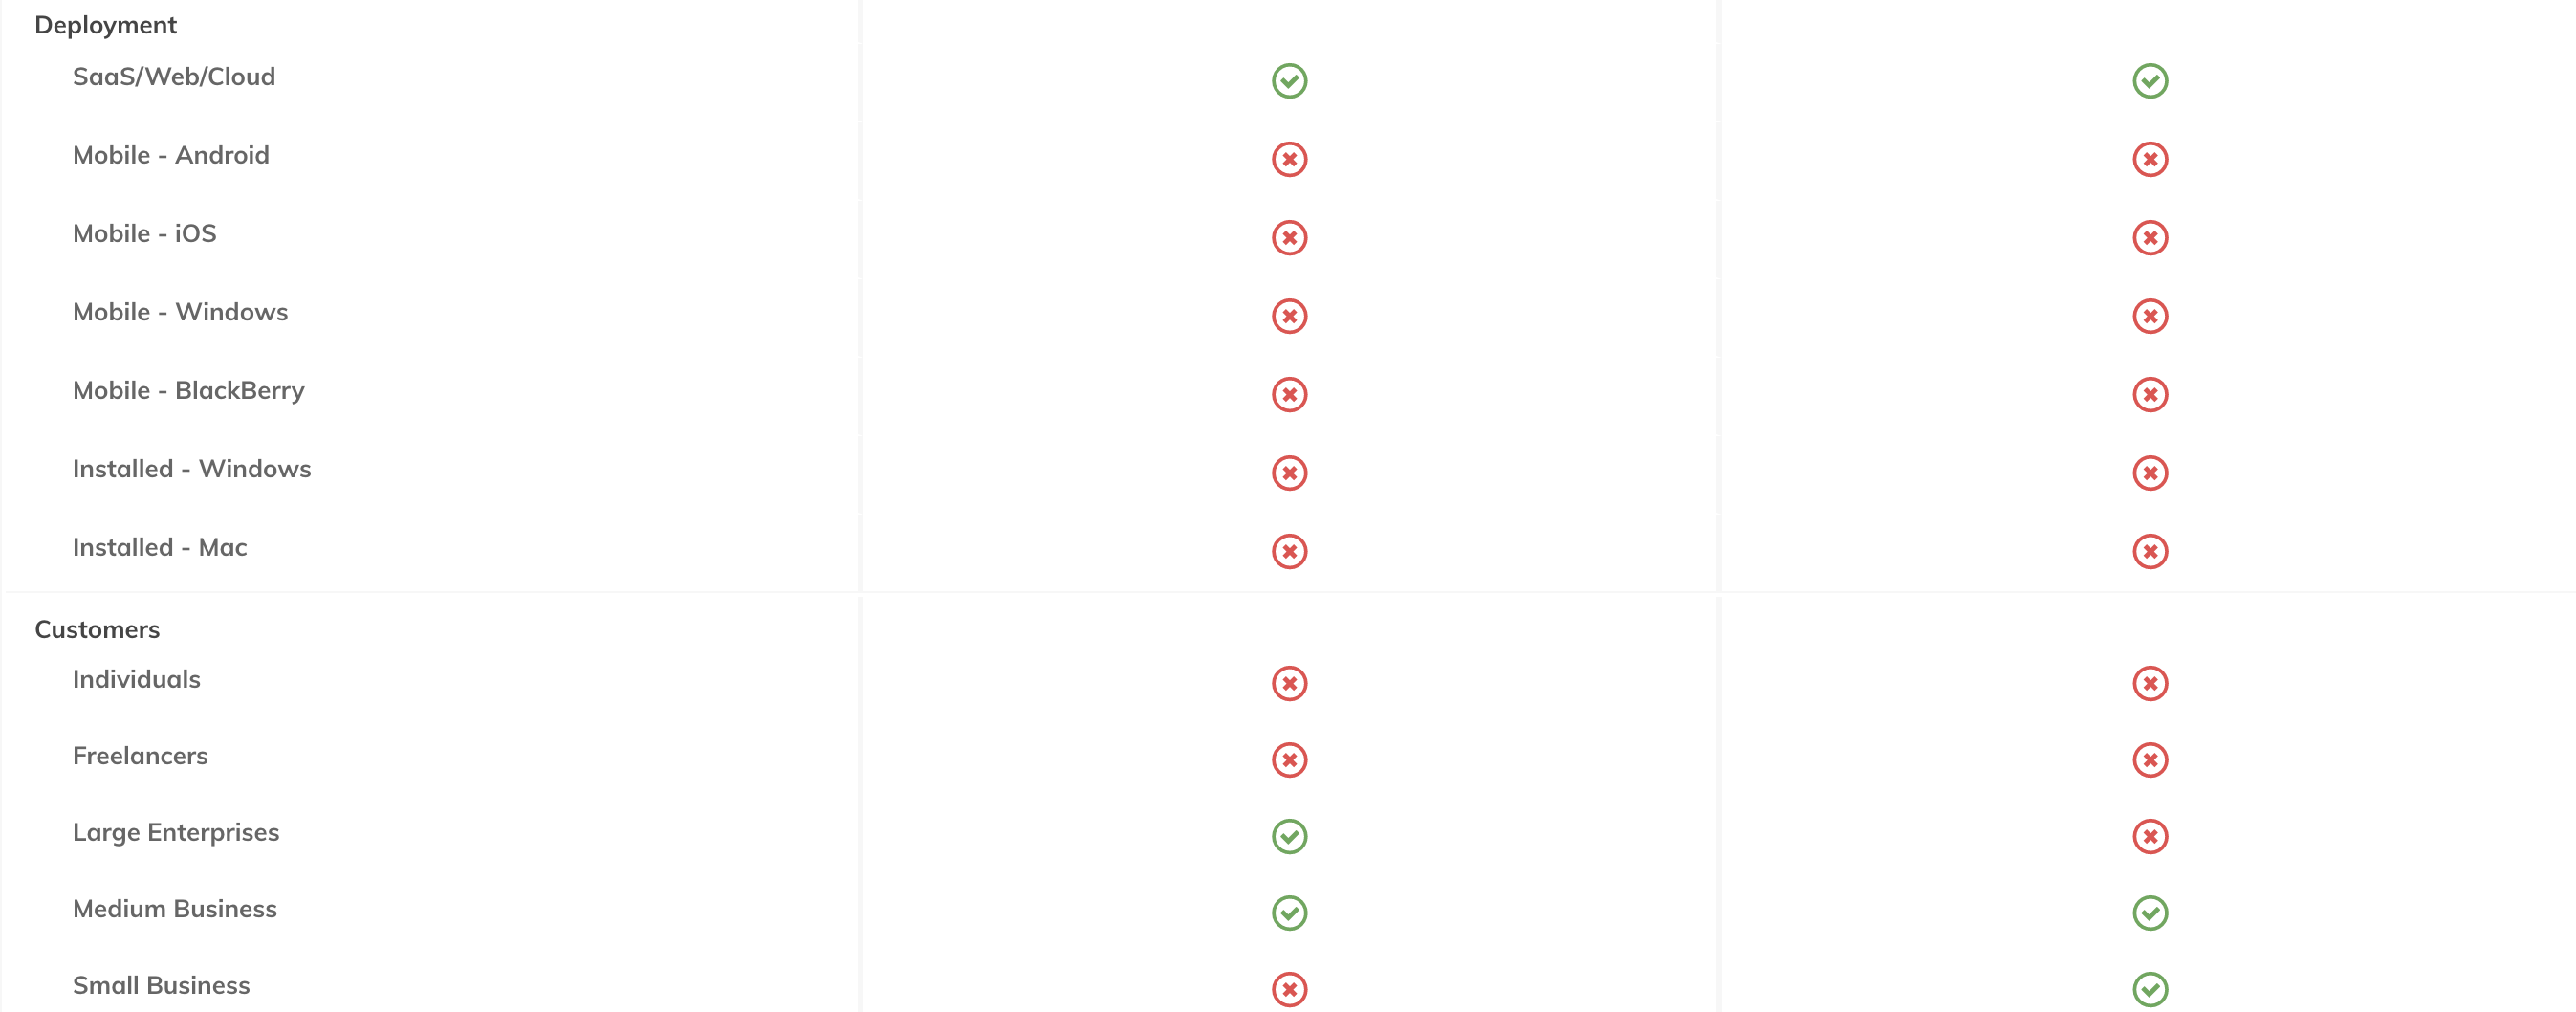 Deployment
SaaS/Web/Cloud
Mobile - Android
Mobile - iOS
Mobile - Windows
Mobile - BlackBerry
Installed - Windows
Installed - Mac
Customers
Individuals
Freelancers
Large Enterprises
Medium Business
Small Business